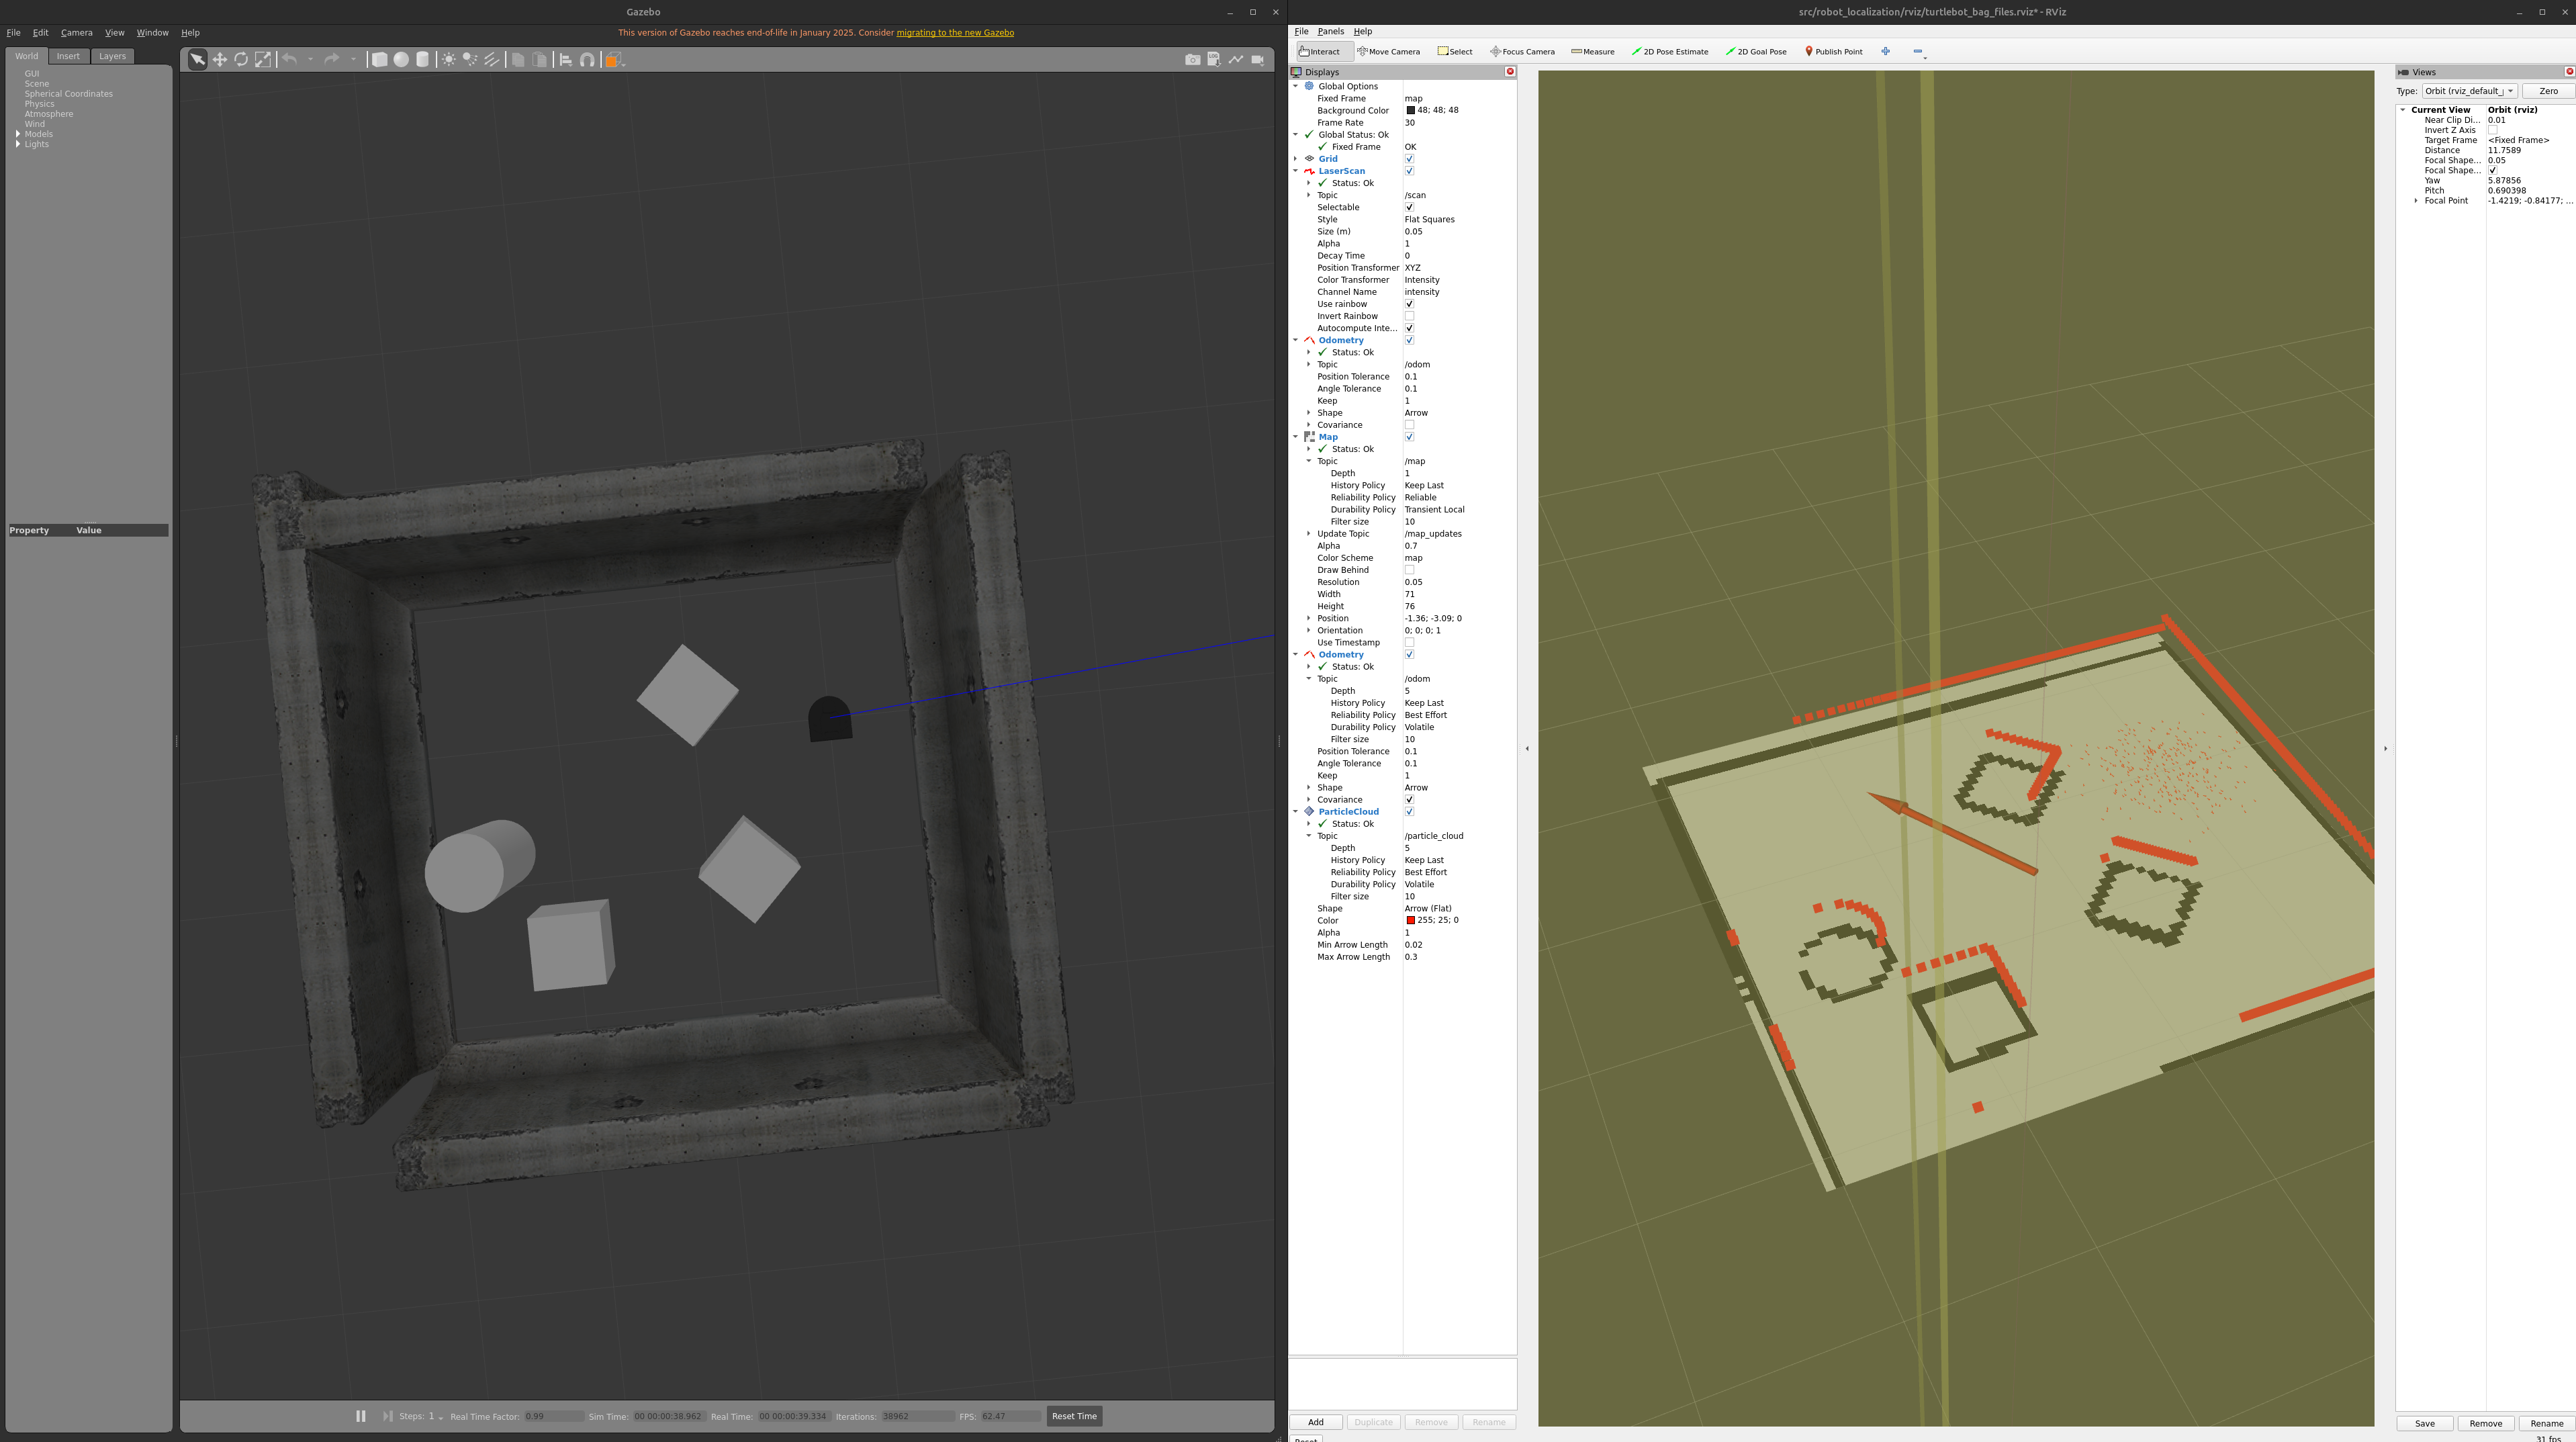 Gazebo
File Edit Camera View Window Help
This version of Gazebo reaches end-of-life in January 2025. Consider migrating to the new Gazebo
World Insert Layers
GUI
Scene
Spherical Coordinates
Physics
Atmosphere
Wind
Models
Lights
Property Value
Steps: 1 Real Time Factor: 0.99 Sim Time: 00 00:00:38.962 Real Time: 00 00:00:39.334 Iterations: 38962 FPS: 62.47 Reset Time
src/robot_localization/rviz/turtlebot_bag_files.rviz* - RViz
File Panels Help
Interact Move Camera Select Focus Camera Measure 2D Pose Estimate 2D Goal Pose Publish Point
Displays
Global Options
Fixed Frame map
Background Color 48; 48; 48
Frame Rate 30
Global Status: Ok
Fixed Frame OK
Grid
LaserScan
Status: Ok
Topic /scan
Selectable
Style Flat Squares
Size (m) 0.05
Alpha 1
Decay Time 0
Position Transformer XYZ
Color Transformer Intensity
Channel Name intensity
Use rainbow
Invert Rainbow
Autocompute Inte...
Odometry
Status: Ok
Topic /odom
Position Tolerance 0.1
Angle Tolerance 0.1
Keep 1
Shape Arrow
Covariance
Map
Status: Ok
Topic /map
Depth 1
History Policy Keep Last
Reliability Policy Reliable
Durability Policy Transient Local
Filter size 10
Update Topic /map_updates
Alpha 0.7
Color Scheme map
Draw Behind
Resolution 0.05
Width 71
Height 76
Position -1.36; -3.09; 0
Orientation 0; 0; 0; 1
Use Timestamp
Odometry
Status: Ok
Topic /odom
Depth 5
History Policy Keep Last
Reliability Policy Best Effort
Durability Policy Volatile
Filter size 10
Position Tolerance 0.1
Angle Tolerance 0.1
Keep 1
Shape Arrow
Covariance
ParticleCloud
Status: Ok
Topic /particle_cloud
Depth 5
History Policy Keep Last
Reliability Policy Best Effort
Durability Policy Volatile
Filter size 10
Shape Arrow (Flat)
Color 255; 25; 0
Alpha 1
Min Arrow Length 0.02
Max Arrow Length 0.3
Add Duplicate Remove Rename
Reset
Views
Type: Orbit (rviz_default_ Zero
Current View Orbit (rviz)
Near Clip Di... 0.01
Invert Z Axis
Target Frame <Fixed Frame>
Distance 11.7589
Focal Shape... 0.05
Focal Shape...
Yaw 5.87856
Pitch 0.690398
Focal Point -1.4219; -0.84177; ...
Save Remove Rename
31 fps